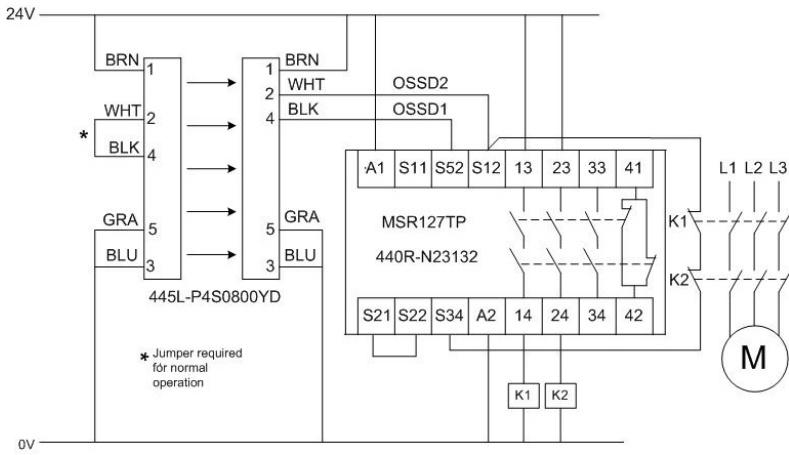 24V
BRN 1
1 BRN
2 WHT OSSD2
WHT 2
4 BLK OSSD1
*
BLK 4
A1 S11 S52 S12 13 23 33 41
L1 L2 L3
MSR127TP
K1
GRA 5
5 GRA
440R-N23132
BLU 3
3 BLU
K2
445L-P4S0800YD
S21 S22 S34 A2 14 24 34 42
* Jumper required
for normal
operation
M
K1 K2
0V